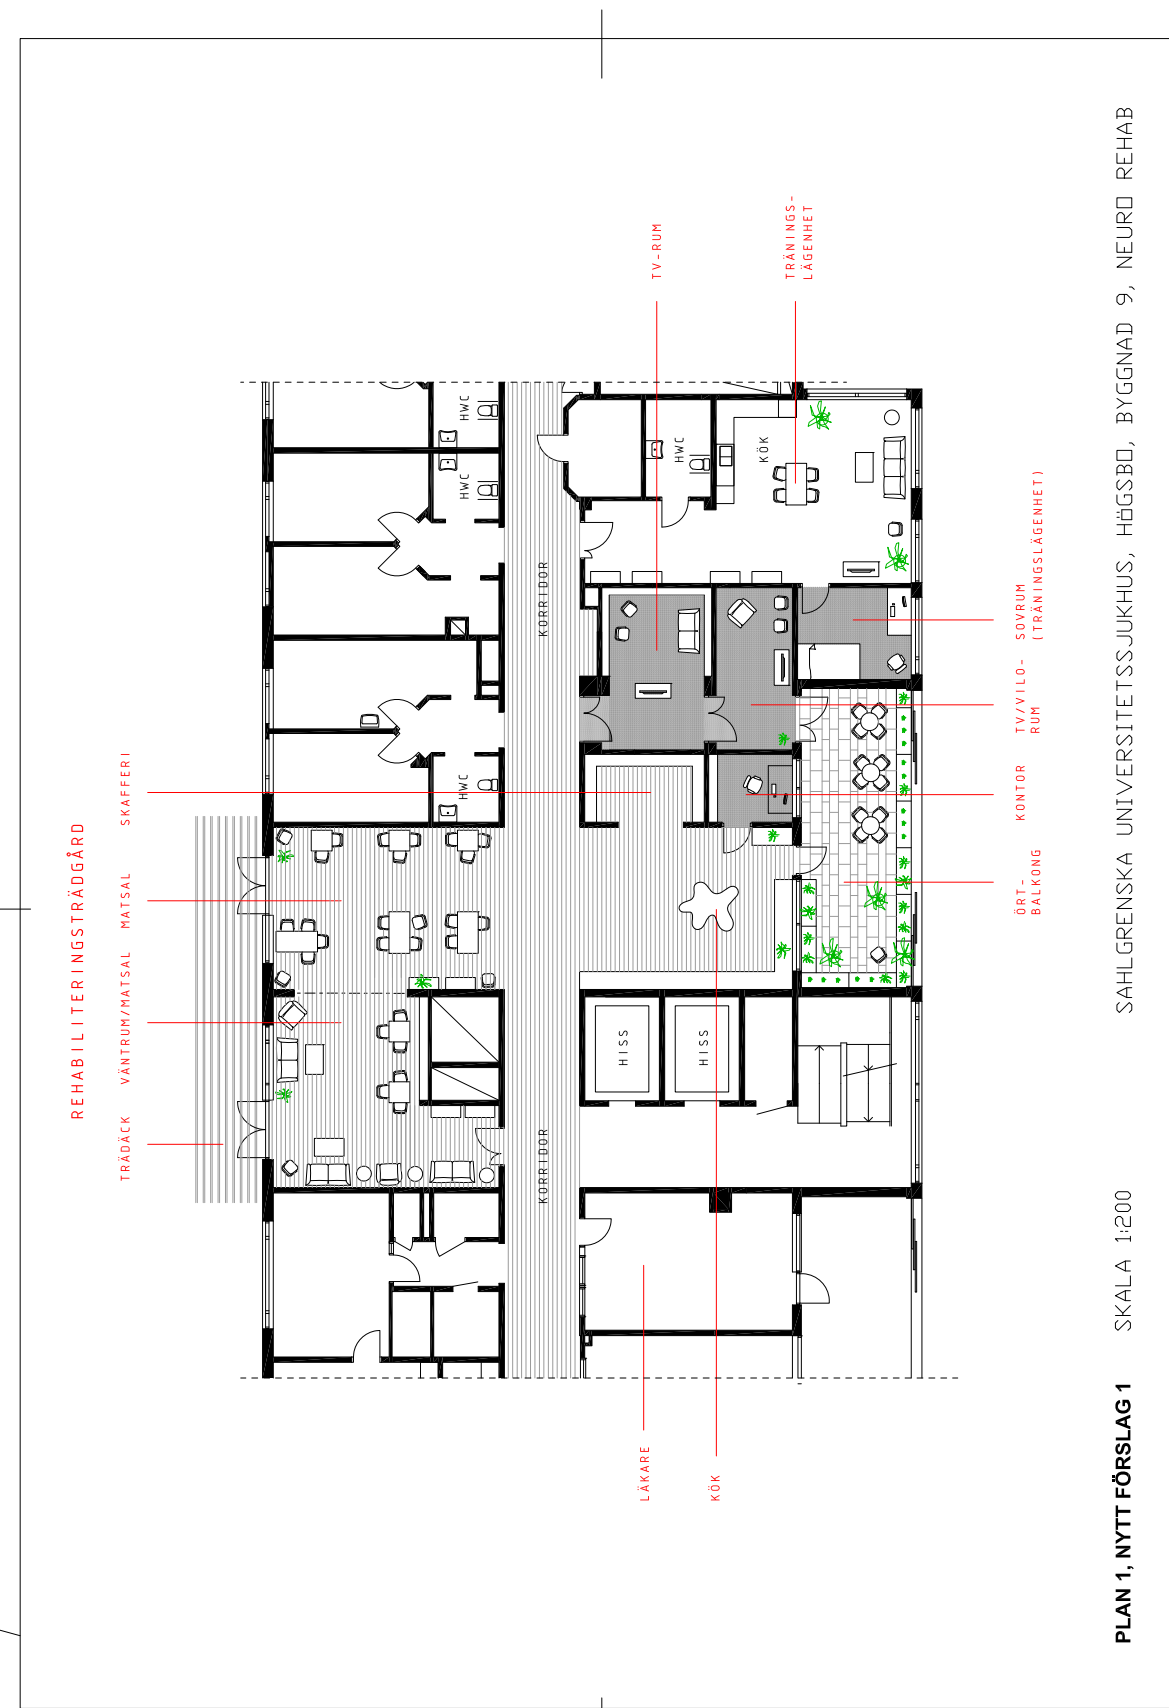 REHABILITERINGSTRÄDGÅRD
TRÄDÄCK
VÄNTRUM/MATSAL
MATSAL
SKAFFERI
HWC
HWC
HWC
KORRIDOR
KORRIDOR
HISS
HISS
HWC
KÖK
LÄKARE
KÖK
TV-RUM
TRÄNINGS-
LÄGENHET
ÖRT-
BALKONG
KONTOR
TV/VILO-
RUM
SOVRUM
(TRÄNINGSLÄGENHET)
PLAN 1, NYTT FÖRSLAG 1
SKALA 1:200
SAHLGRENSKA UNIVERSITETSSJUKHUS, HÖGSBO, BYGGNAD 9, NEURO REHAB